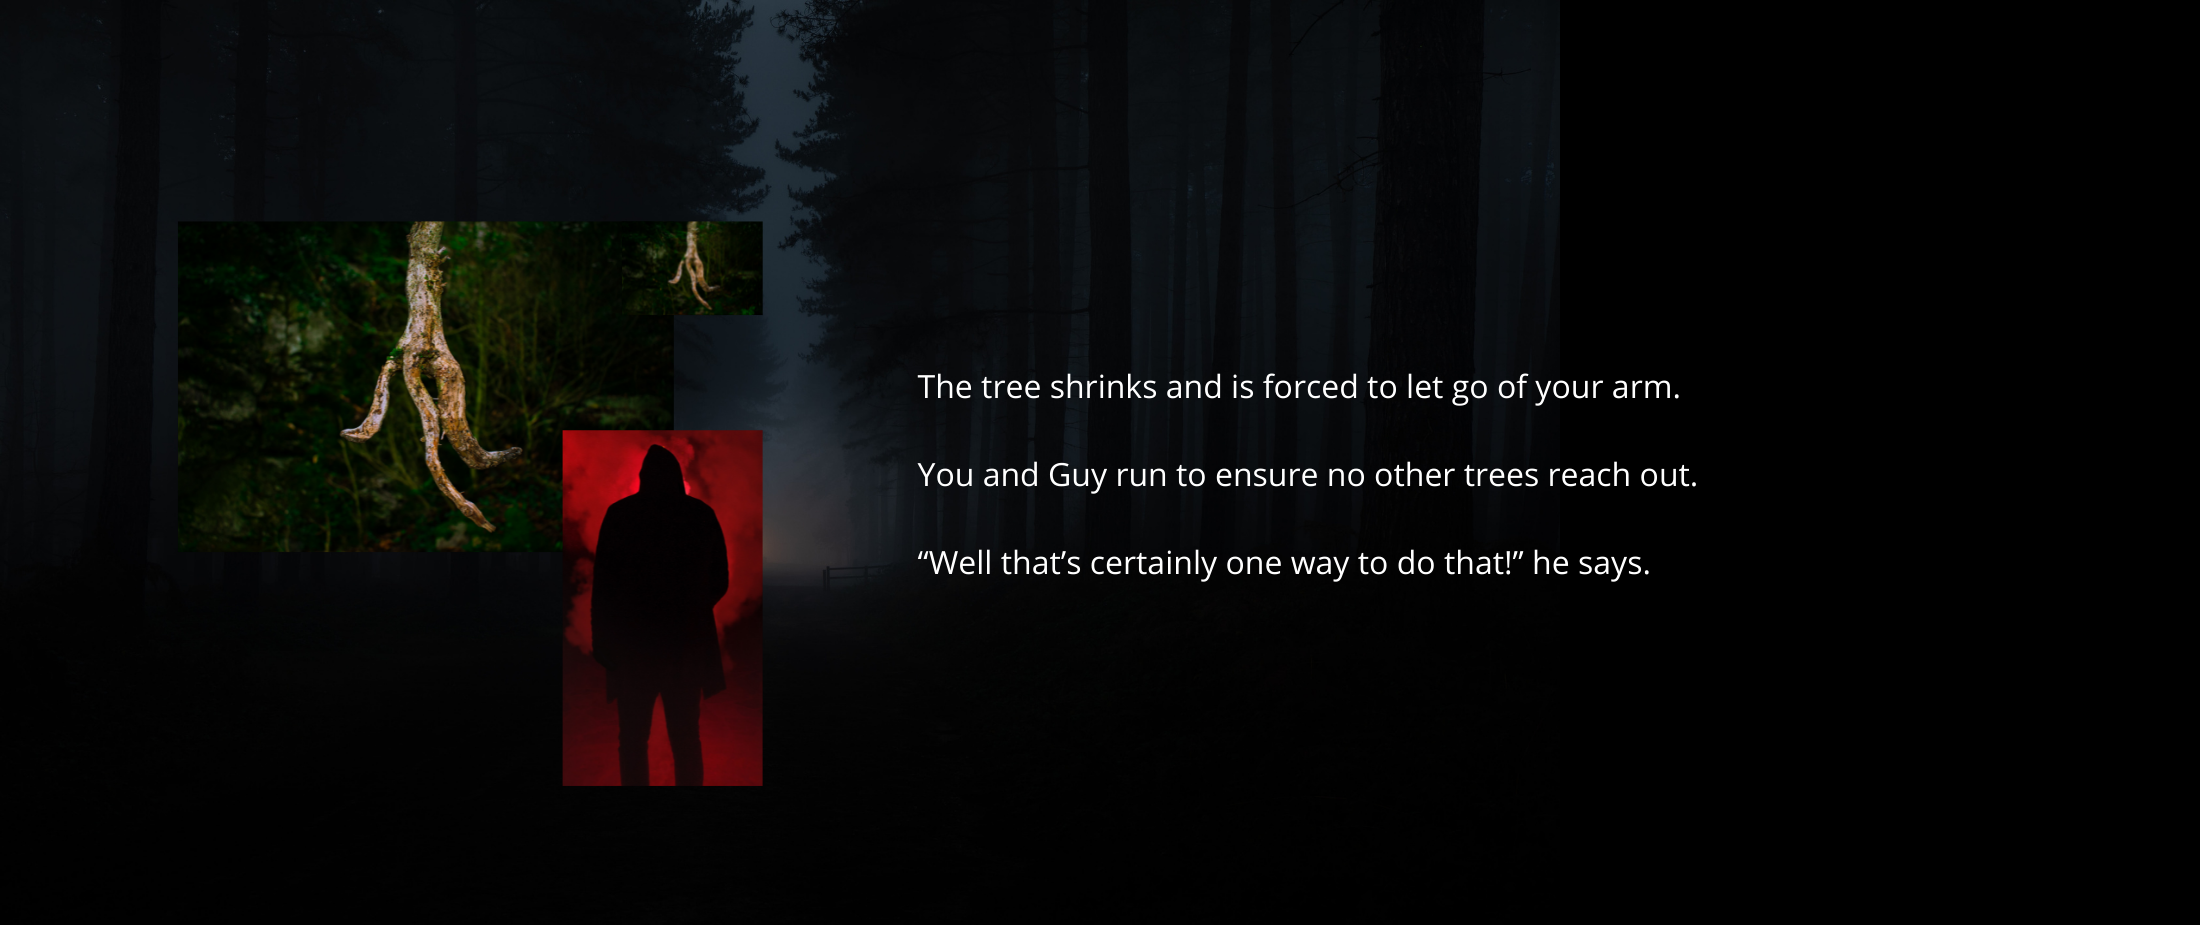 The tree shrinks and is forced to let go of your arm.
You and Guy run to ensure no other trees reach out.
“Well that’s certainly one way to do that!” he says.